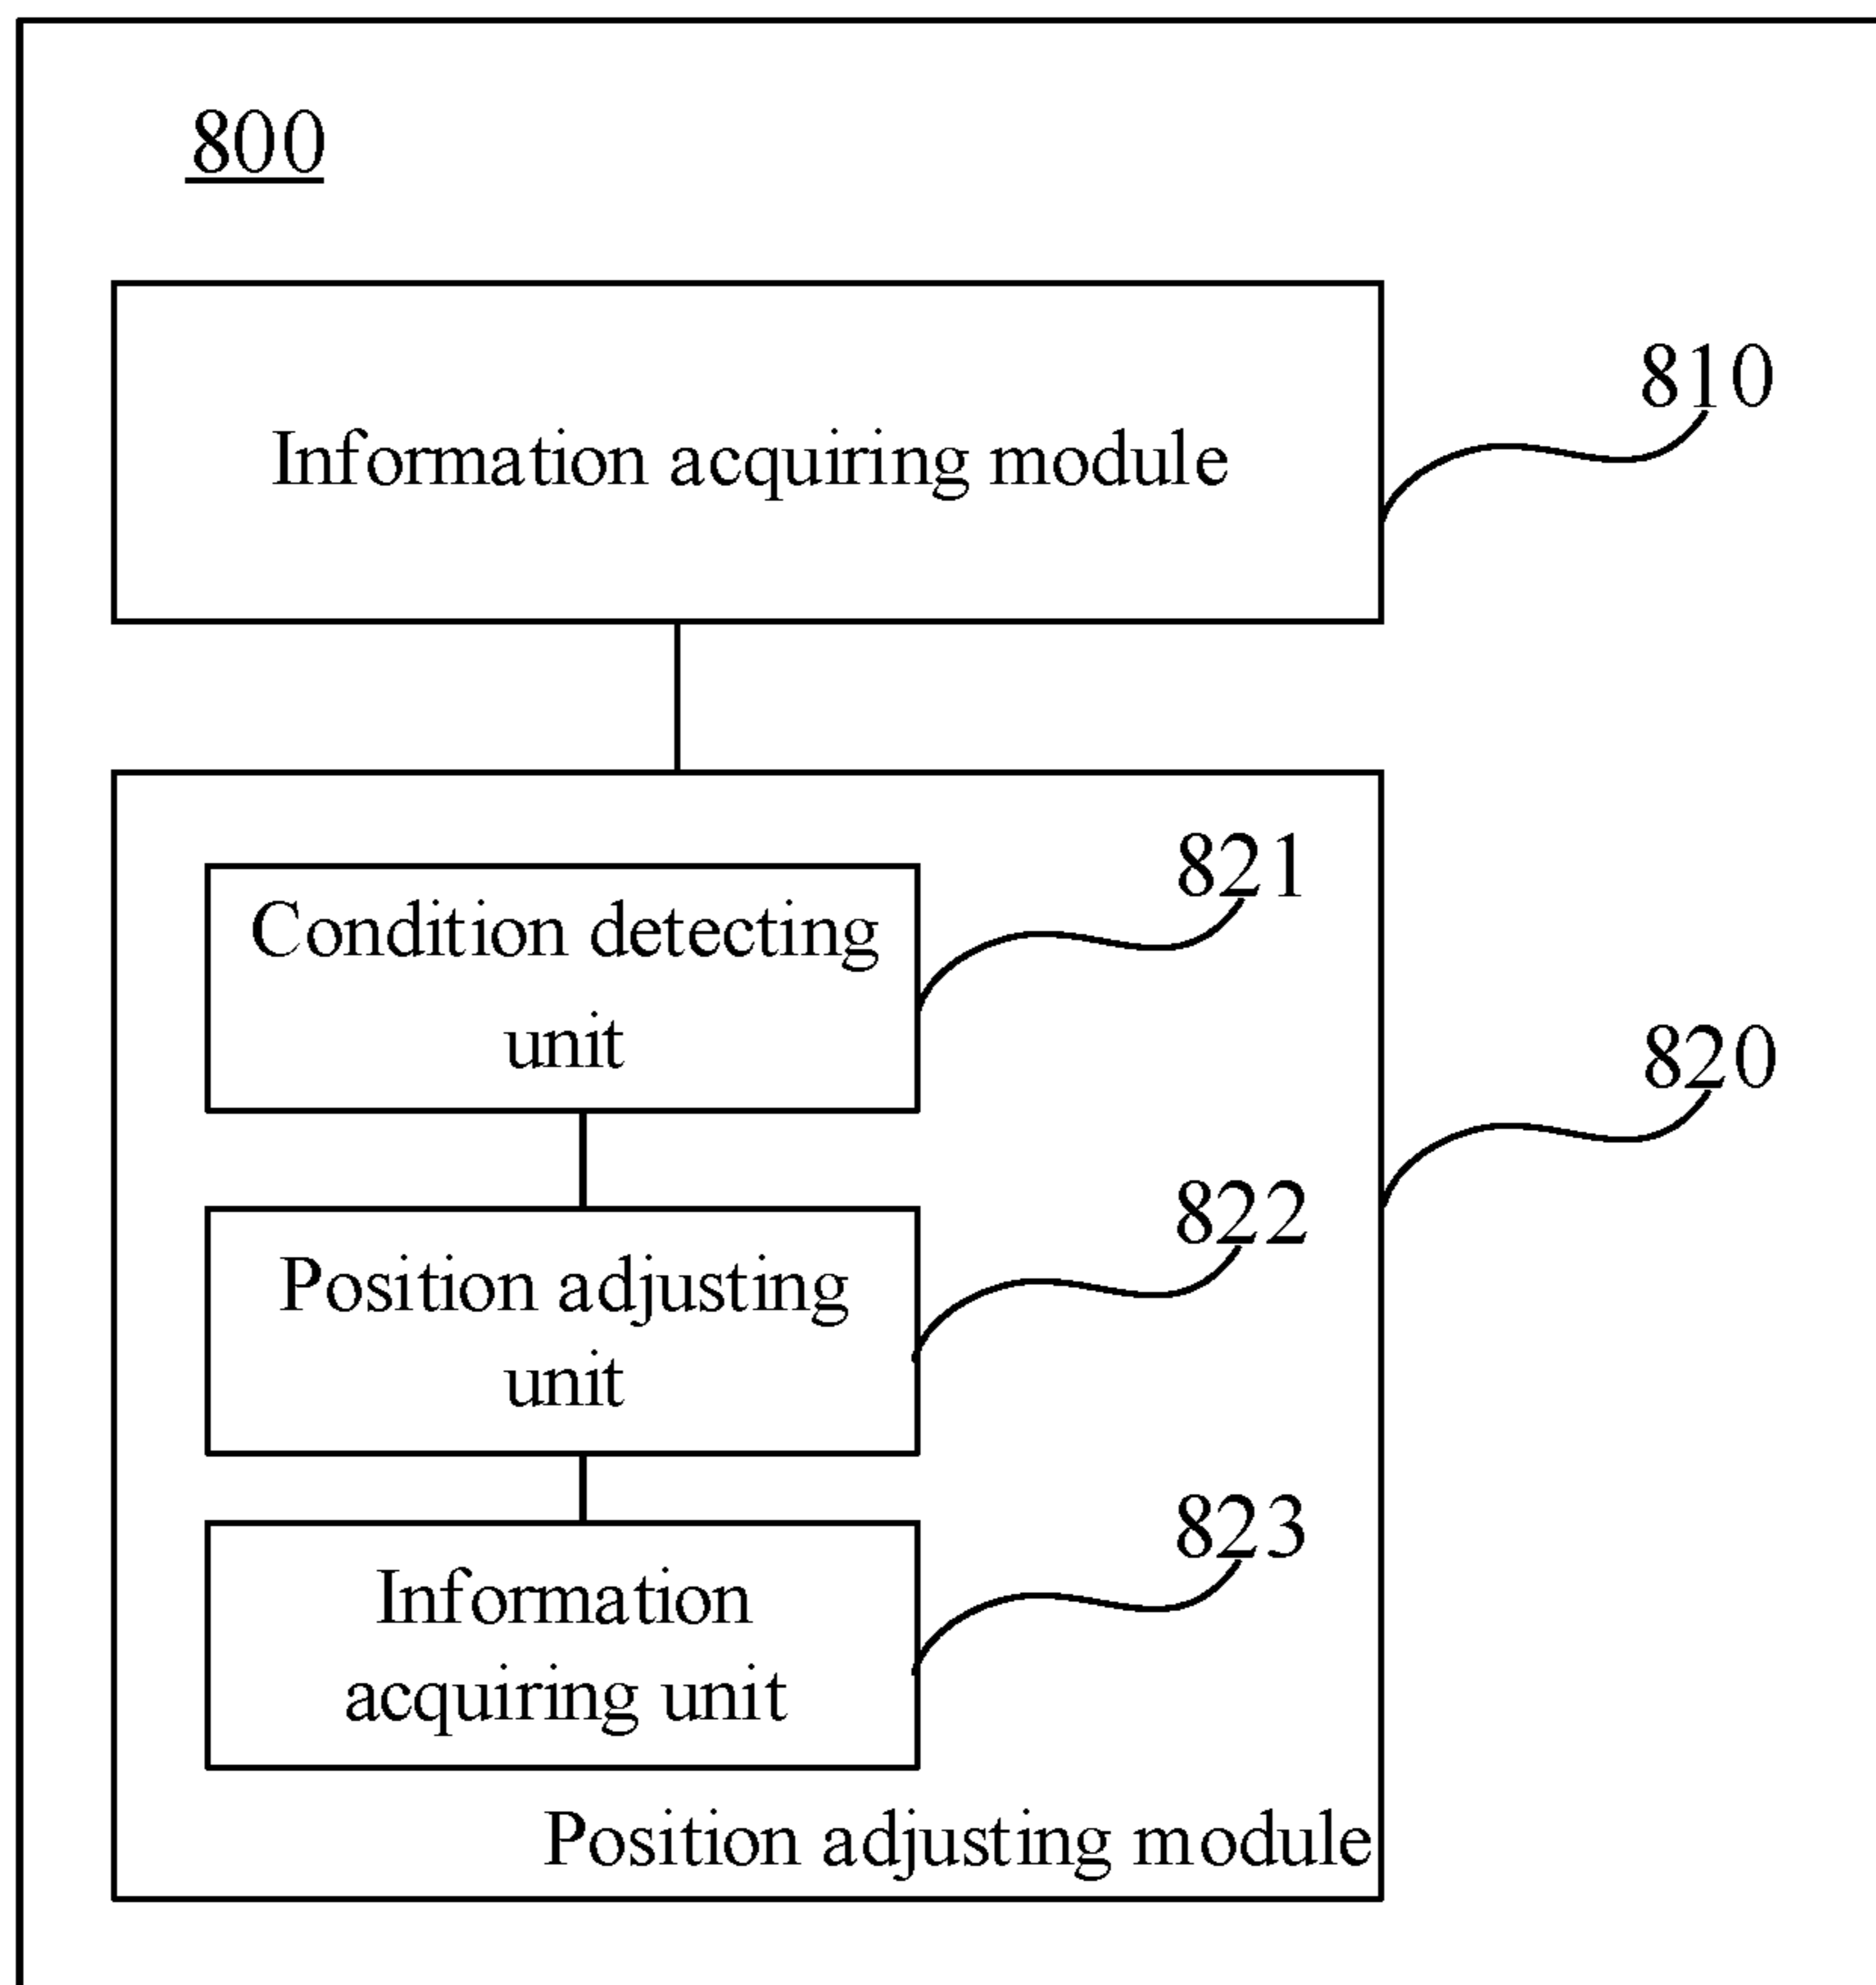 800
810
Information acquiring module
821
Condition detecting
unit
820
822
Position adjusting
unit
823
Information
acquiring unit
Position adjusting module